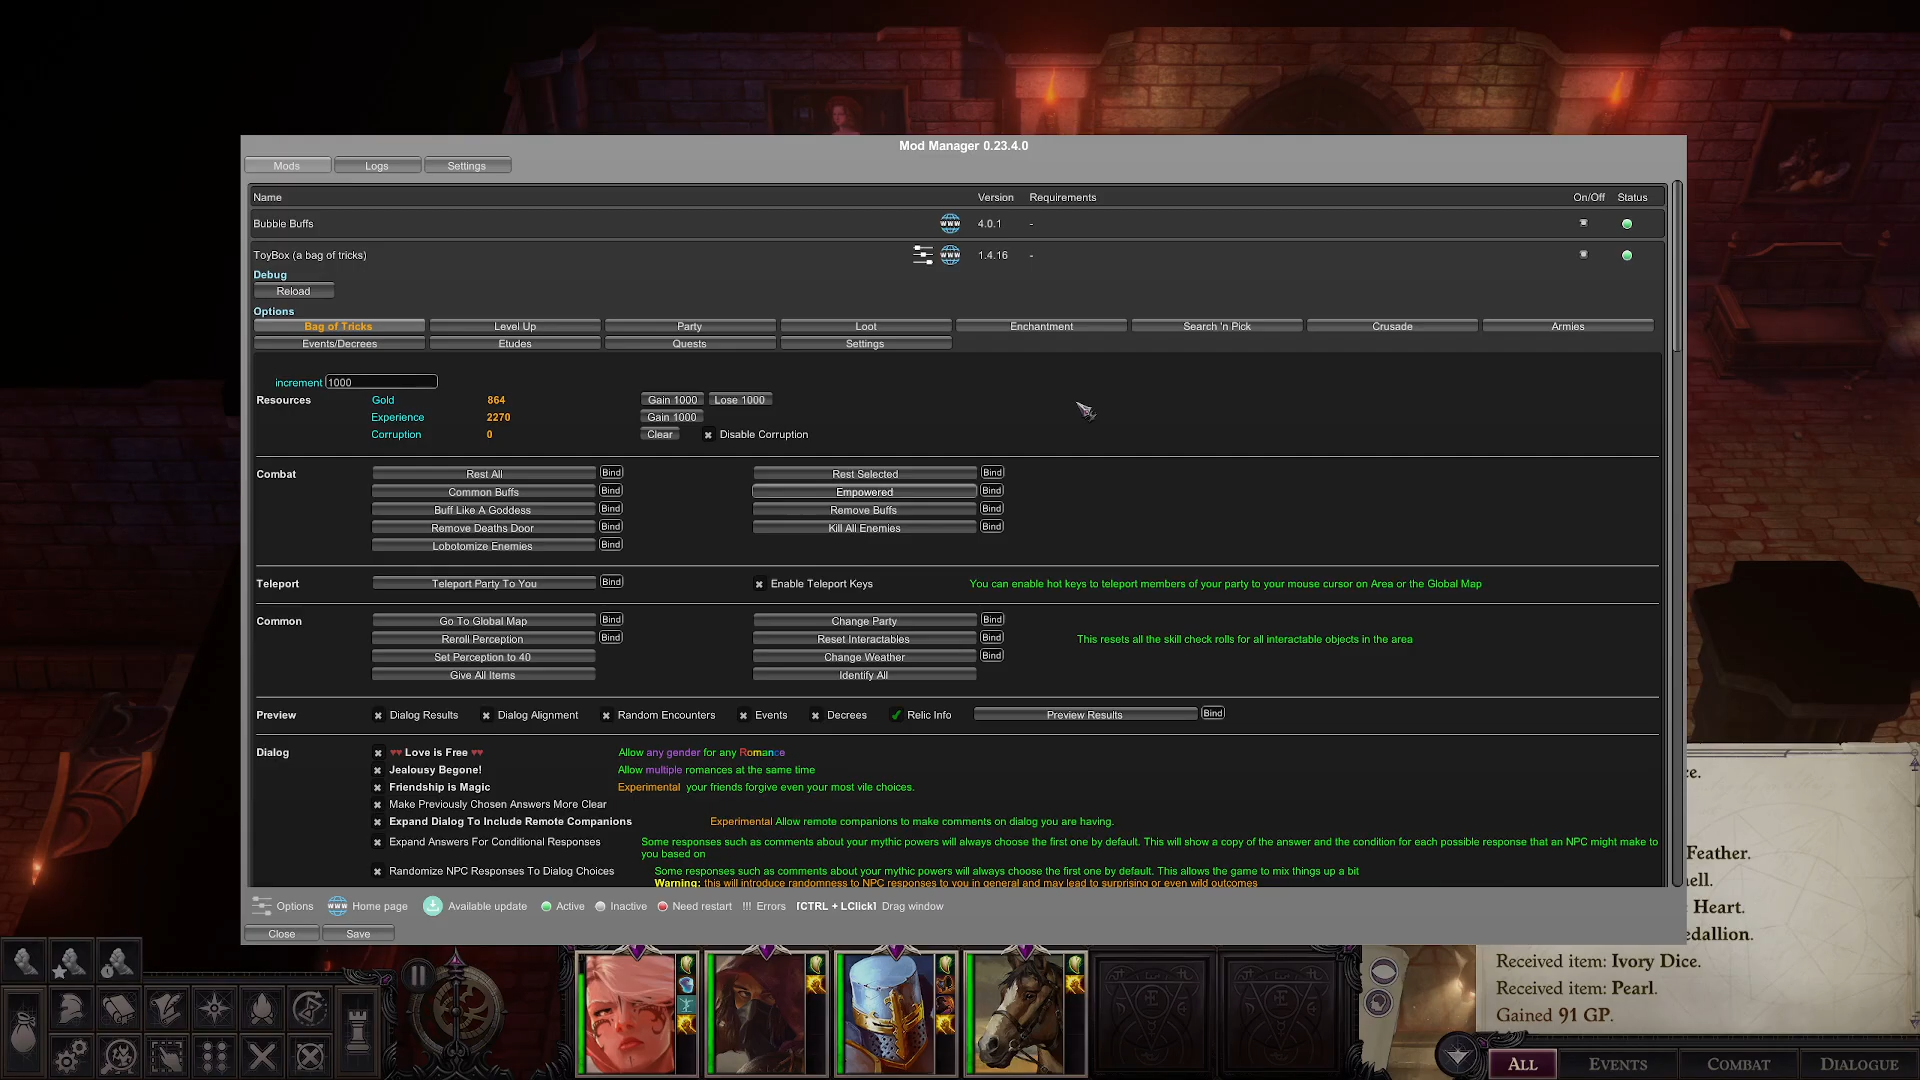 Mod Manager 0.23.4.0
Mods Logs Settings
Name Version Requirements On/Off Status
Bubble Buffs www 4.0.1 -
ToyBox (a bag of tricks) www 1.4.16 -
Debug
Reload
Options
Bag of Tricks Level Up Party Loot Enchantment Search 'n Pick Crusade Armies
Events/Decrees Etudes Quests Settings
increment 1000
Resources Gold 864 Gain 1000 Lose 1000
Experience 2270 Gain 1000
Corruption 0 Clear Disable Corruption
Combat Rest All Bind Rest Selected Bind
Common Buffs Bind Empowered Bind
Buff Like A Goddess Bind Remove Buffs Bind
Remove Deaths Door Bind Kill All Enemies Bind
Lobotomize Enemies Bind
Teleport Teleport Party To You Bind Enable Teleport Keys You can enable hot keys to teleport members of your party to your mouse cursor on Area or the Global Map
Common Go To Global Map Bind Change Party Bind
Reroll Perception Bind Reset Interactables Bind This resets all the skill check rolls for all interactable objects in the area
Set Perception to 40 Change Weather Bind
Give All Items Identify All
Preview Dialog Results Dialog Alignment Random Encounters Events Decrees Relic Info Preview Results Bind
Dialog ♥♥ Love is Free ♥♥ Allow any gender for any Romance
Jealousy Begone! Allow multiple romances at the same time
Friendship is Magic Experimental your friends forgive even your most vile choices.
Make Previously Chosen Answers More Clear
Expand Dialog To Include Remote Companions Experimental Allow remote companions to make comments on dialog you are having.
Expand Answers For Conditional Responses Some responses such as comments about your mythic powers will always choose the first one by default. This will show a copy of the answer and the condition for each possible response that an NPC might make to
you based on
Randomize NPC Responses To Dialog Choices Some responses such as comments about your mythic powers will always choose the first one by default. This allows the game to mix things up a bit
Warning: this will introduce randomness to NPC responses to you in general and may lead to surprising or even wild outcomes
Options www Home page Available update Active Inactive Need restart !!! Errors [CTRL + LClick] Drag window
Close Save
Feather.
Heart.
Received item: Ivory Dice.
Received item: Pearl.
Gained 91 GP.
ALL EVENTS COMBAT DIALOGUE